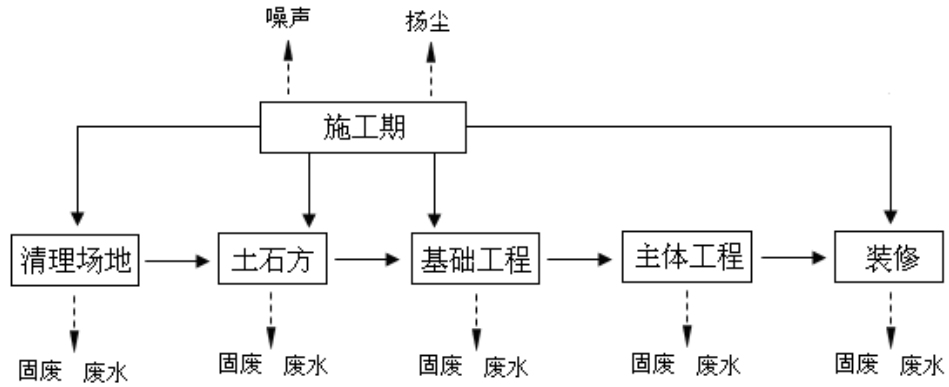 噪声 扬尘
施工期
清理场地 土石方 基础工程 主体工程 装修
固废 废水 固废 废水 固废 废水 固废 废水 固废 废水